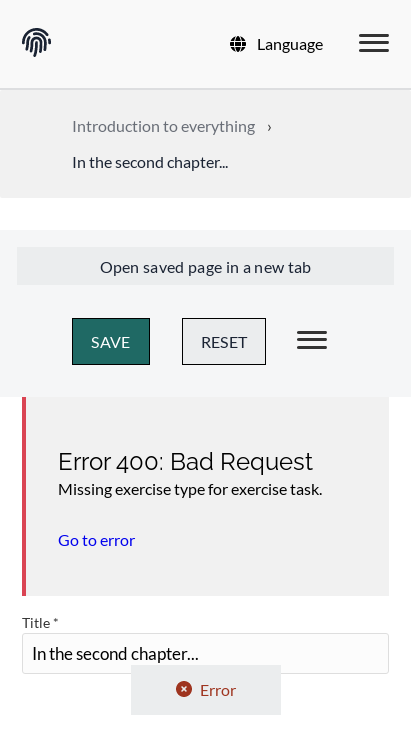 Language
Introduction to everything ›
In the second chapter...
Open saved page in a new tab
SAVE RESET
Error 400: Bad Request
Missing exercise type for exercise task.
Go to error
Title *
In the second chapter...
Error